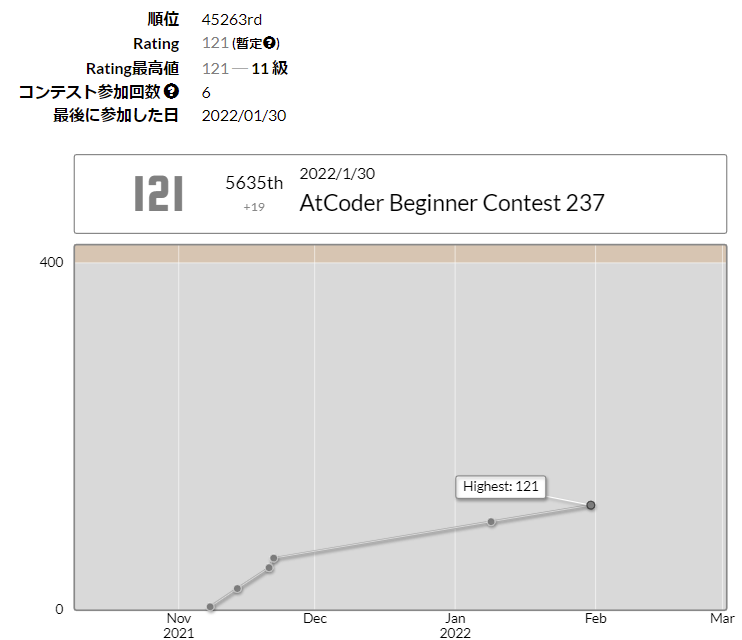 順位 45263rd
Rating 121 (暫定?)
Rating最高値 121 ― 11 級
コンテスト参加回数 ? 6
最後に参加した日 2022/01/30
121 5635th +19 2022/1/30
AtCoder Beginner Contest 237
400
Highest: 121
0
Nov Dec Jan Feb Mar
2021 2022